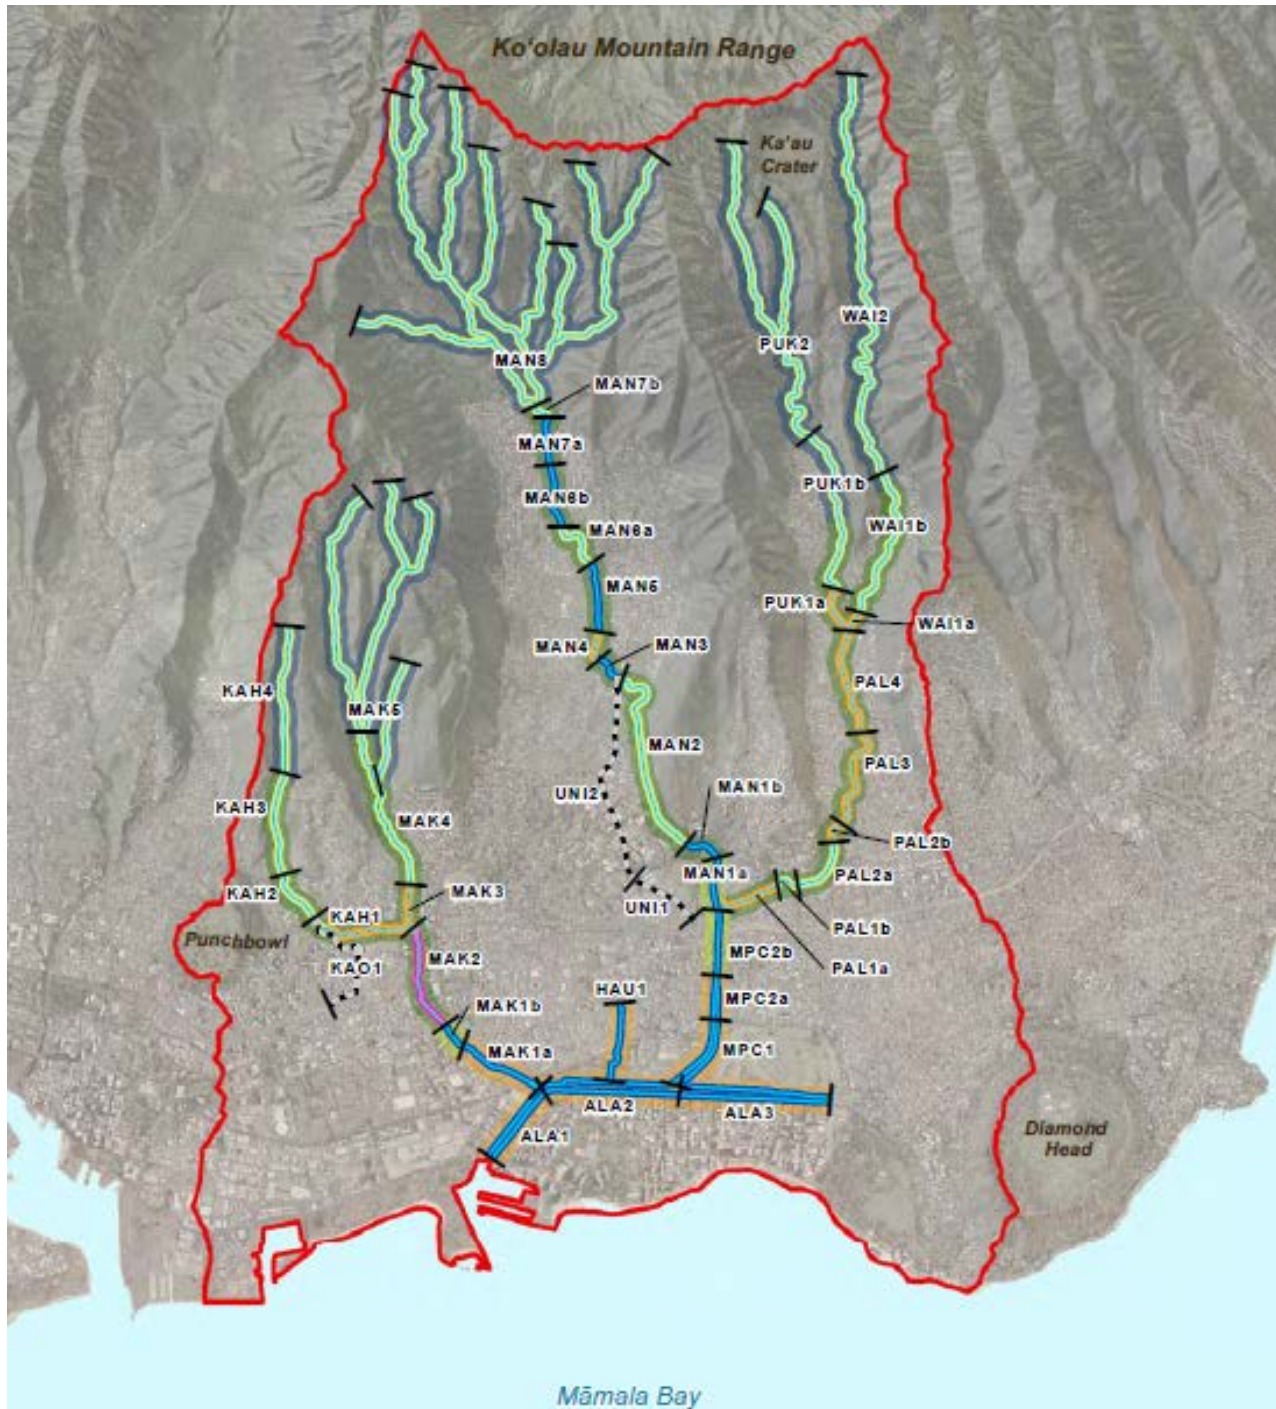 Ko'olau Mountain Range
Ka'au
Crater
WAI2
PUK2
MAN8
MAN7b
MAN7a
PUK1b
MAN6b
WAI1b
MAN6a
MAN5
PUK1a
WAI1a
MAN4
MAN3
PAL4
KAH4
MAK5
MAN2
PAL3
UNI2
MAN1b
KAH3
MAK4
PAL2b
MAN1a
PAL2a
KAH2
MAK3
UNI1
KAH1
PAL1b
Punchbowl
MAK2
MPC2b
KAO1
PAL1a
HAU1
MPC2a
MAK1b
MAK1a
MPC1
ALA2
ALA3
ALA1
Diamond
Head
Māmala Bay